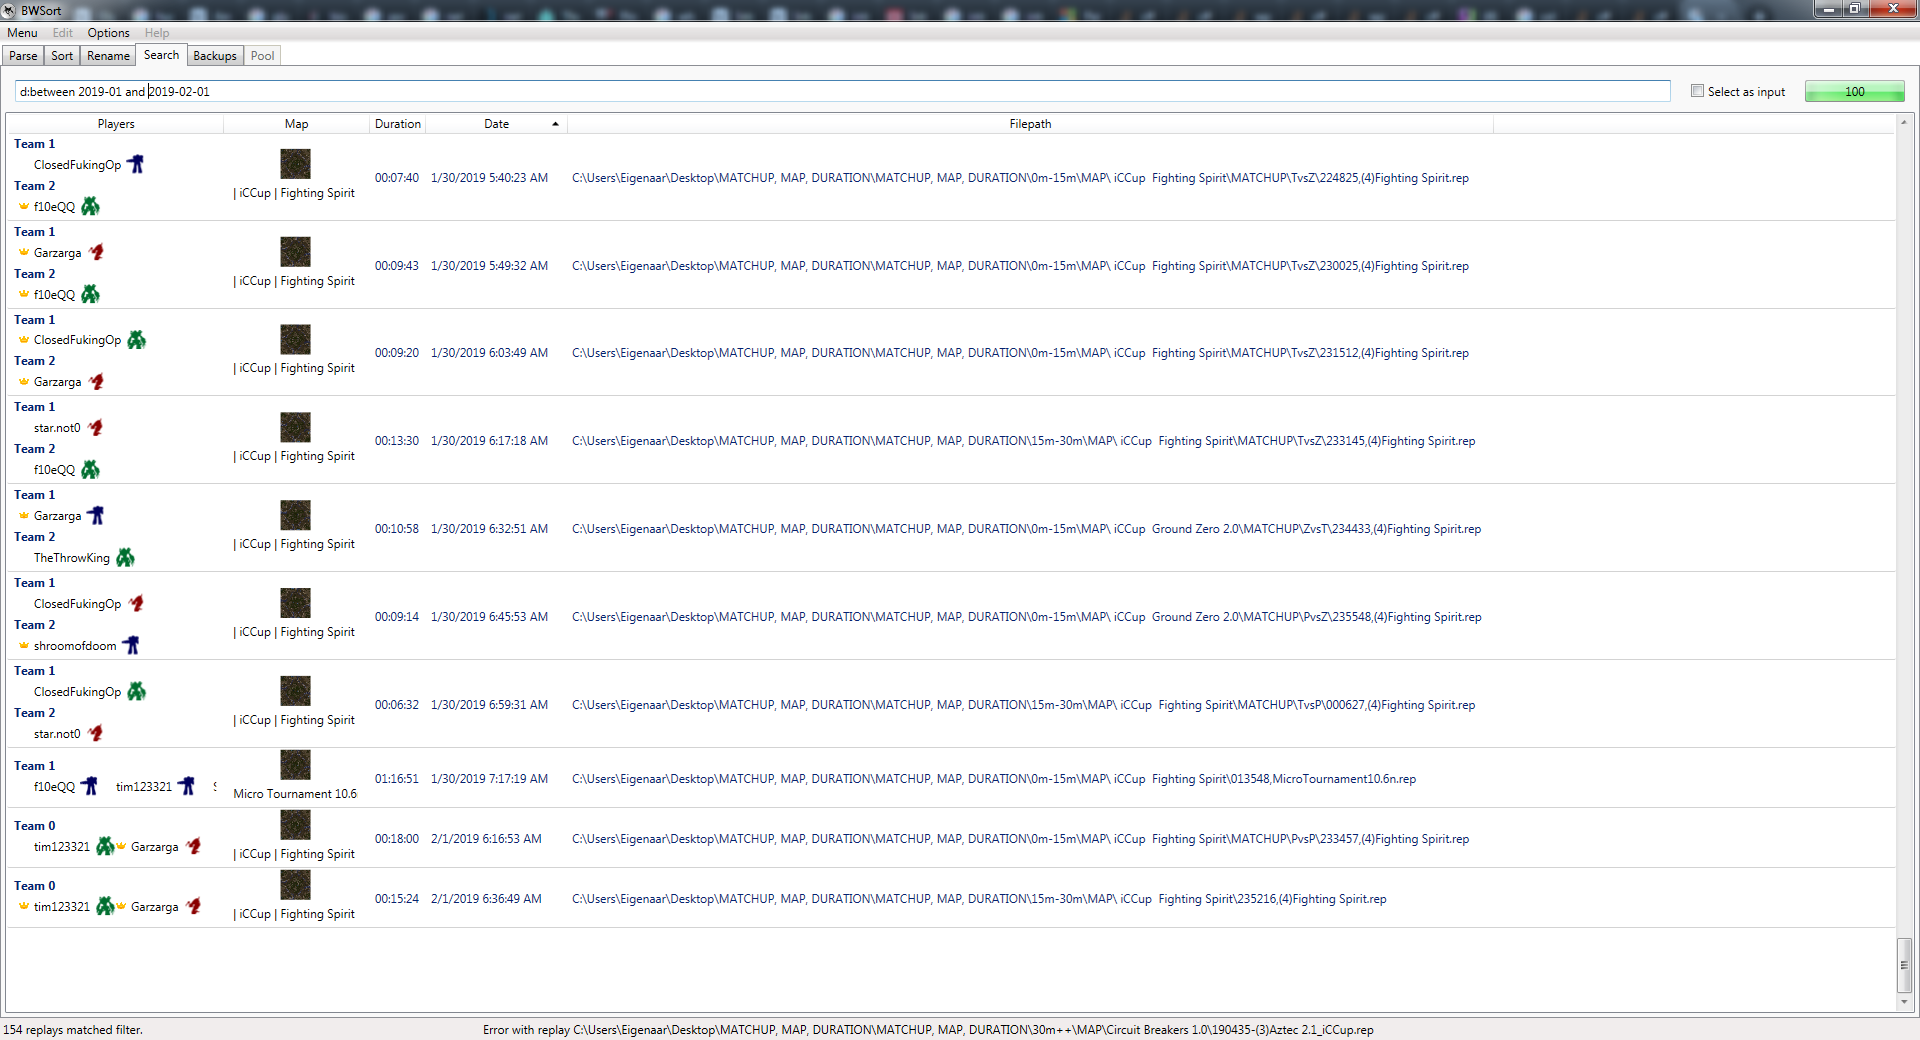 BWSort
Menu Edit Options Help
Parse Sort Rename Search Backups Pool
d:between 2019-01 and 2019-02-01
Select as input
100
Players Map Duration Date Filepath
Team 1
ClosedFukingOp
Team 2
f10eQQ
| iCCup | Fighting Spirit
00:07:40 1/30/2019 5:40:23 AM C:\Users\Eigenaar\Desktop\MATCHUP, MAP, DURATION\MATCHUP, MAP, DURATION\0m-15m\MAP\ iCCup  Fighting Spirit\MATCHUP\TvsZ\224825,(4)Fighting Spirit.rep
Team 1
Garzarga
Team 2
f10eQQ
| iCCup | Fighting Spirit
00:09:43 1/30/2019 5:49:32 AM C:\Users\Eigenaar\Desktop\MATCHUP, MAP, DURATION\MATCHUP, MAP, DURATION\0m-15m\MAP\ iCCup  Fighting Spirit\MATCHUP\TvsZ\230025,(4)Fighting Spirit.rep
Team 1
ClosedFukingOp
Team 2
Garzarga
| iCCup | Fighting Spirit
00:09:20 1/30/2019 6:03:49 AM C:\Users\Eigenaar\Desktop\MATCHUP, MAP, DURATION\MATCHUP, MAP, DURATION\0m-15m\MAP\ iCCup  Fighting Spirit\MATCHUP\TvsZ\231512,(4)Fighting Spirit.rep
Team 1
star.not0
Team 2
f10eQQ
| iCCup | Fighting Spirit
00:13:30 1/30/2019 6:17:18 AM C:\Users\Eigenaar\Desktop\MATCHUP, MAP, DURATION\MATCHUP, MAP, DURATION\15m-30m\MAP\ iCCup  Fighting Spirit\MATCHUP\TvsZ\233145,(4)Fighting Spirit.rep
Team 1
Garzarga
Team 2
TheThrowKing
| iCCup | Fighting Spirit
00:10:58 1/30/2019 6:32:51 AM C:\Users\Eigenaar\Desktop\MATCHUP, MAP, DURATION\MATCHUP, MAP, DURATION\0m-15m\MAP\ iCCup  Ground Zero 2.0\MATCHUP\ZvsT\234433,(4)Fighting Spirit.rep
Team 1
ClosedFukingOp
Team 2
shroomofdoom
| iCCup | Fighting Spirit
00:09:14 1/30/2019 6:45:53 AM C:\Users\Eigenaar\Desktop\MATCHUP, MAP, DURATION\MATCHUP, MAP, DURATION\0m-15m\MAP\ iCCup  Ground Zero 2.0\MATCHUP\PvsZ\235548,(4)Fighting Spirit.rep
Team 1
ClosedFukingOp
Team 2
star.not0
| iCCup | Fighting Spirit
00:06:32 1/30/2019 6:59:31 AM C:\Users\Eigenaar\Desktop\MATCHUP, MAP, DURATION\MATCHUP, MAP, DURATION\15m-30m\MAP\ iCCup  Fighting Spirit\MATCHUP\TvsP\000627,(4)Fighting Spirit.rep
Team 1
f10eQQ tim123321
Micro Tournament 10.6
01:16:51 1/30/2019 7:17:19 AM C:\Users\Eigenaar\Desktop\MATCHUP, MAP, DURATION\MATCHUP, MAP, DURATION\0m-15m\MAP\ iCCup  Fighting Spirit\013548,MicroTournament10.6n.rep
Team 0
tim123321 Garzarga
| iCCup | Fighting Spirit
00:18:00 2/1/2019 6:16:53 AM C:\Users\Eigenaar\Desktop\MATCHUP, MAP, DURATION\MATCHUP, MAP, DURATION\0m-15m\MAP\ iCCup  Fighting Spirit\MATCHUP\PvsP\233457,(4)Fighting Spirit.rep
Team 0
tim123321 Garzarga
| iCCup | Fighting Spirit
00:15:24 2/1/2019 6:36:49 AM C:\Users\Eigenaar\Desktop\MATCHUP, MAP, DURATION\MATCHUP, MAP, DURATION\15m-30m\MAP\ iCCup  Fighting Spirit\235216,(4)Fighting Spirit.rep
154 replays matched filter.
Error with replay C:\Users\Eigenaar\Desktop\MATCHUP, MAP, DURATION\MATCHUP, MAP, DURATION\30m++\MAP\Circuit Breakers 1.0\190435-(3)Aztec 2.1_iCCup.rep